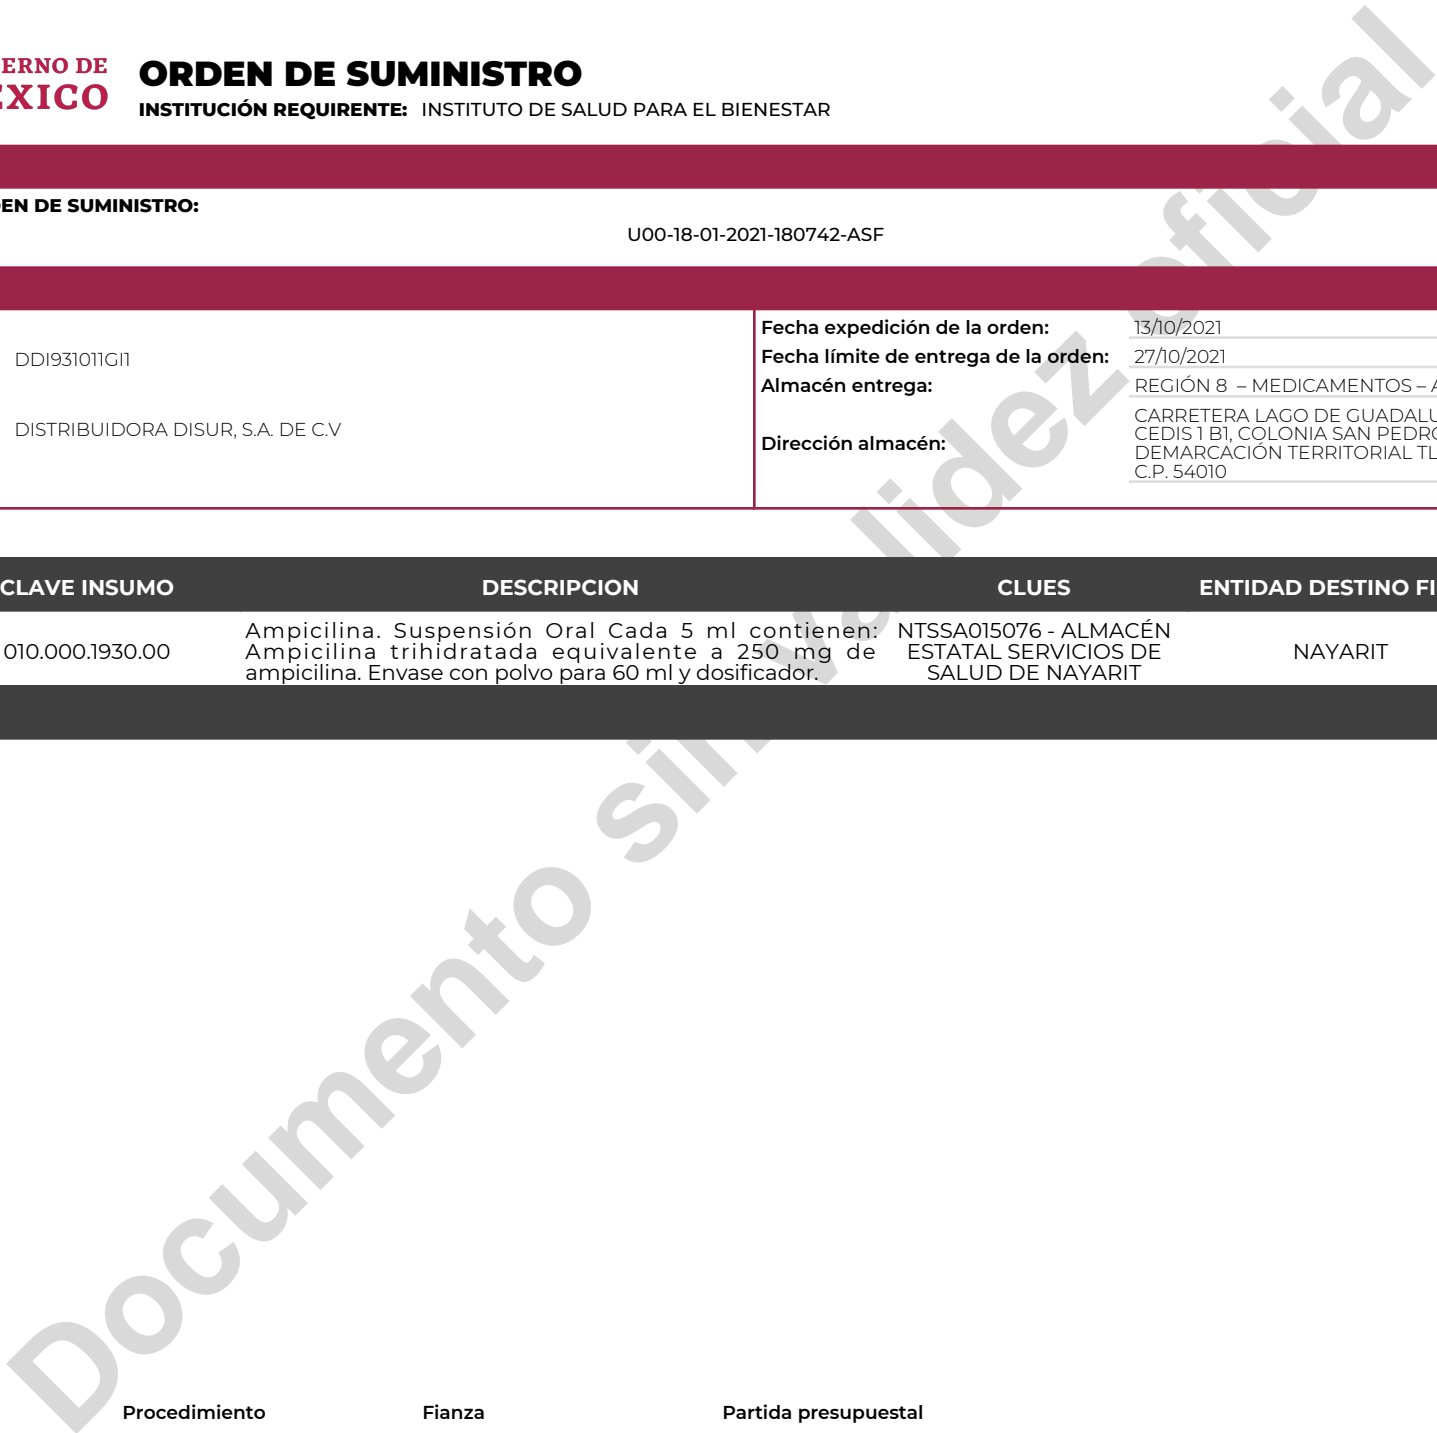 ERNO DE
ÉXICO
ORDEN DE SUMINISTRO
INSTITUCIÓN REQUIRENTE: INSTITUTO DE SALUD PARA EL BIENESTAR
EN DE SUMINISTRO:
U00-18-01-2021-180742-ASF
DDI931011GI1
DISTRIBUIDORA DISUR, S.A. DE C.V
Fecha expedición de la orden: 13/10/2021
Fecha límite de entrega de la orden: 27/10/2021
Almacén entrega: REGIÓN 8 – MEDICAMENTOS –
Dirección almacén:
CARRETERA LAGO DE GUADALU
CEDIS 1 B1, COLONIA SAN PEDRO
DEMARCACIÓN TERRITORIAL TL
C.P. 54010
CLAVE INSUMO DESCRIPCION CLUES ENTIDAD DESTINO FI
010.000.1930.00
Ampicilina. Suspensión Oral Cada 5 ml contienen:
Ampicilina trihidratada equivalente a 250 mg de
ampicilina. Envase con polvo para 60 ml y dosificador.
NTSSA015076 - ALMACÉN
ESTATAL SERVICIOS DE
SALUD DE NAYARIT
NAYARIT
Documento sin validez oficial
Procedimiento Fianza Partida presupuestal